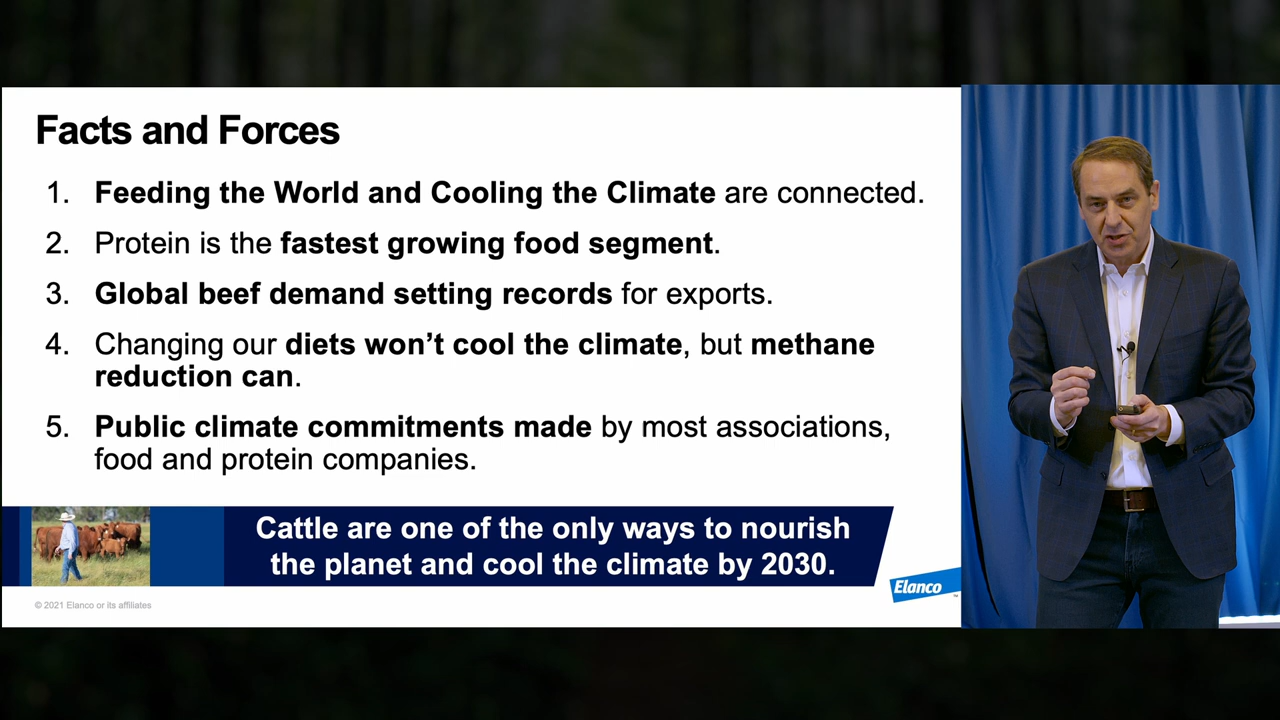 Facts and Forces
1. Feeding the World and Cooling the Climate are connected.
2. Protein is the fastest growing food segment.
3. Global beef demand setting records for exports.
4. Changing our diets won’t cool the climate, but methane
reduction can.
5. Public climate commitments made by most associations,
food and protein companies.
Cattle are one of the only ways to nourish
the planet and cool the climate by 2030.
Elanco™
© 2021 Elanco or its affiliates